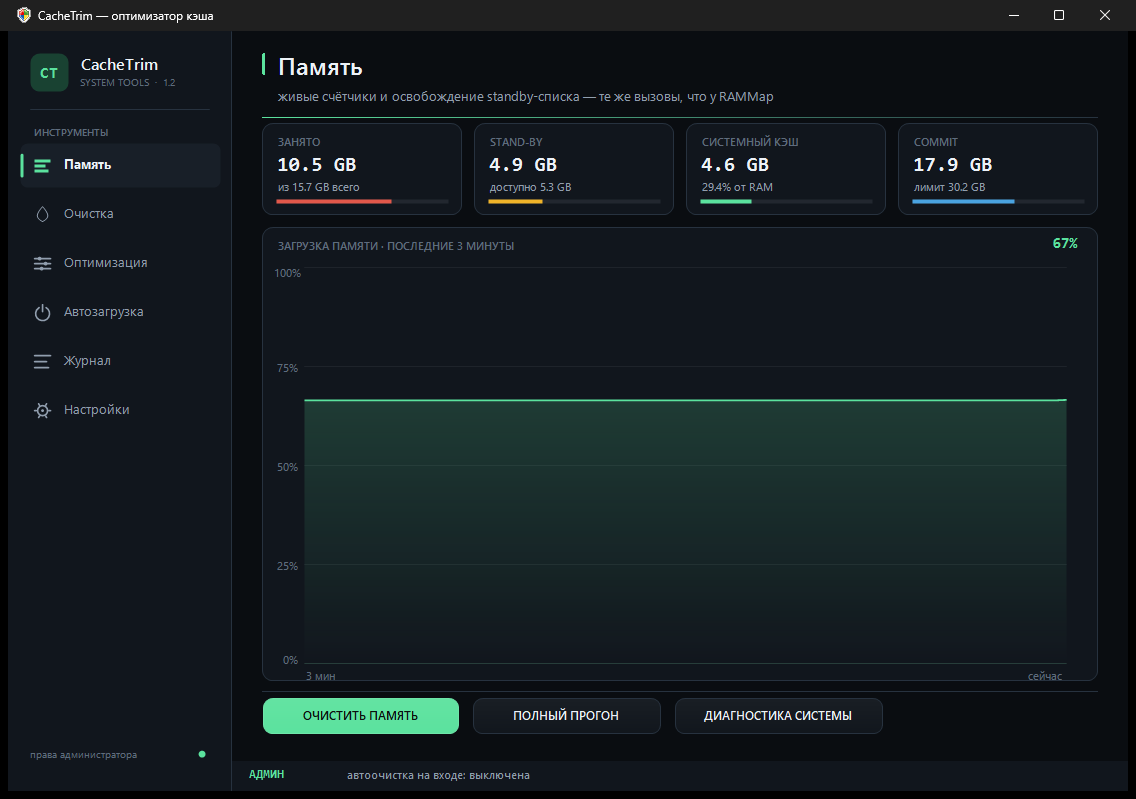 CacheTrim — оптимизатор кэша
CT
CacheTrim
SYSTEM TOOLS · 1.2
ИНСТРУМЕНТЫ
Память
Очистка
Оптимизация
Автозагрузка
Журнал
Настройки
права администратора
Память
живые счётчики и освобождение standby-списка — те же вызовы, что у RAMMap
ЗАНЯТО
10.5 GB
из 15.7 GB всего
STAND-BY
4.9 GB
доступно 5.3 GB
СИСТЕМНЫЙ КЭШ
4.6 GB
29.4% от RAM
COMMIT
17.9 GB
лимит 30.2 GB
ЗАГРУЗКА ПАМЯТИ · ПОСЛЕДНИЕ 3 МИНУТЫ
67%
100%
75%
50%
25%
0%
3 мин
сейчас
ОЧИСТИТЬ ПАМЯТЬ
ПОЛНЫЙ ПРОГОН
ДИАГНОСТИКА СИСТЕМЫ
АДМИН
автоочистка на входе: выключена